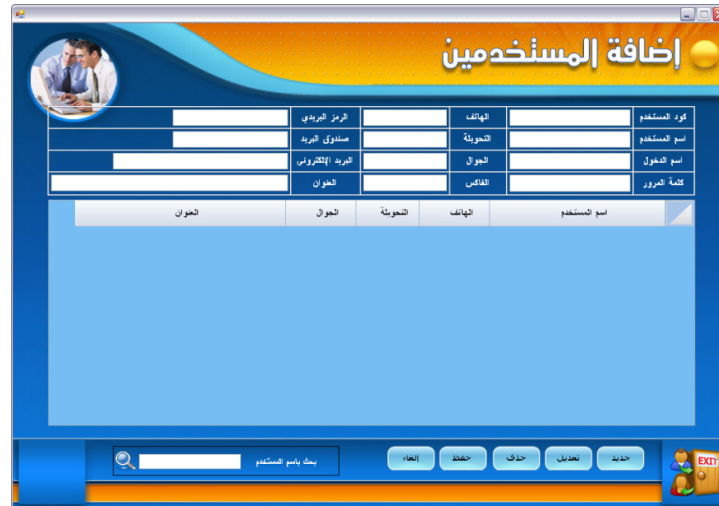 إضافة المستخدمين
كود المستخدم الهاتف الرمز البريدي
اسم المستخدم التحويلة صندوق البريد
اسم الدخول الجوال البريد الإلكتروني
كلمة المرور الفاكس العنوان
اسم المستخدم الهاتف التحويلة الجوال العنوان
جديد تعديل حذف حفظ إلغاء بحث باسم المستخدم
EXIT